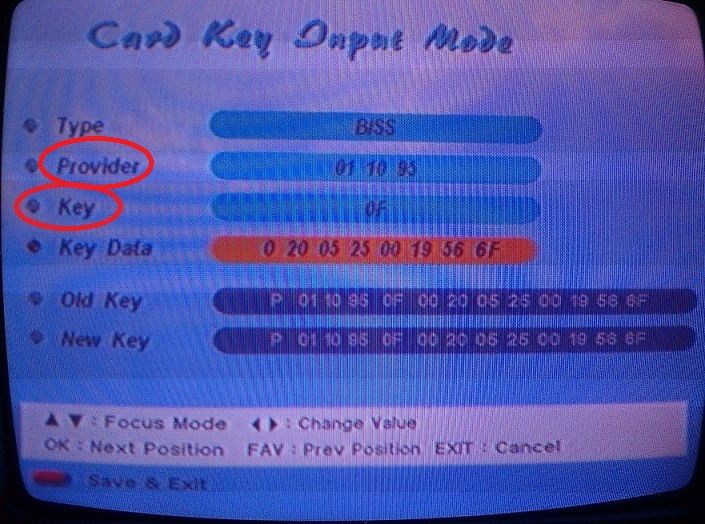 Card Key Input Mode
Type BISS
Provider 01 10 95
Key 0F
Key Data 0 20 05 25 00 19 56 6F
Old Key P 01 10 95 0F 00 20 05 25 00 19 56 6F
New Key P 01 10 95 0F 00 20 05 25 00 19 56 6F
▲ ▼ : Focus Mode ◀ ▶ : Change Value
OK : Next Position FAV : Prev Position EXIT : Cancel
Save & Exit